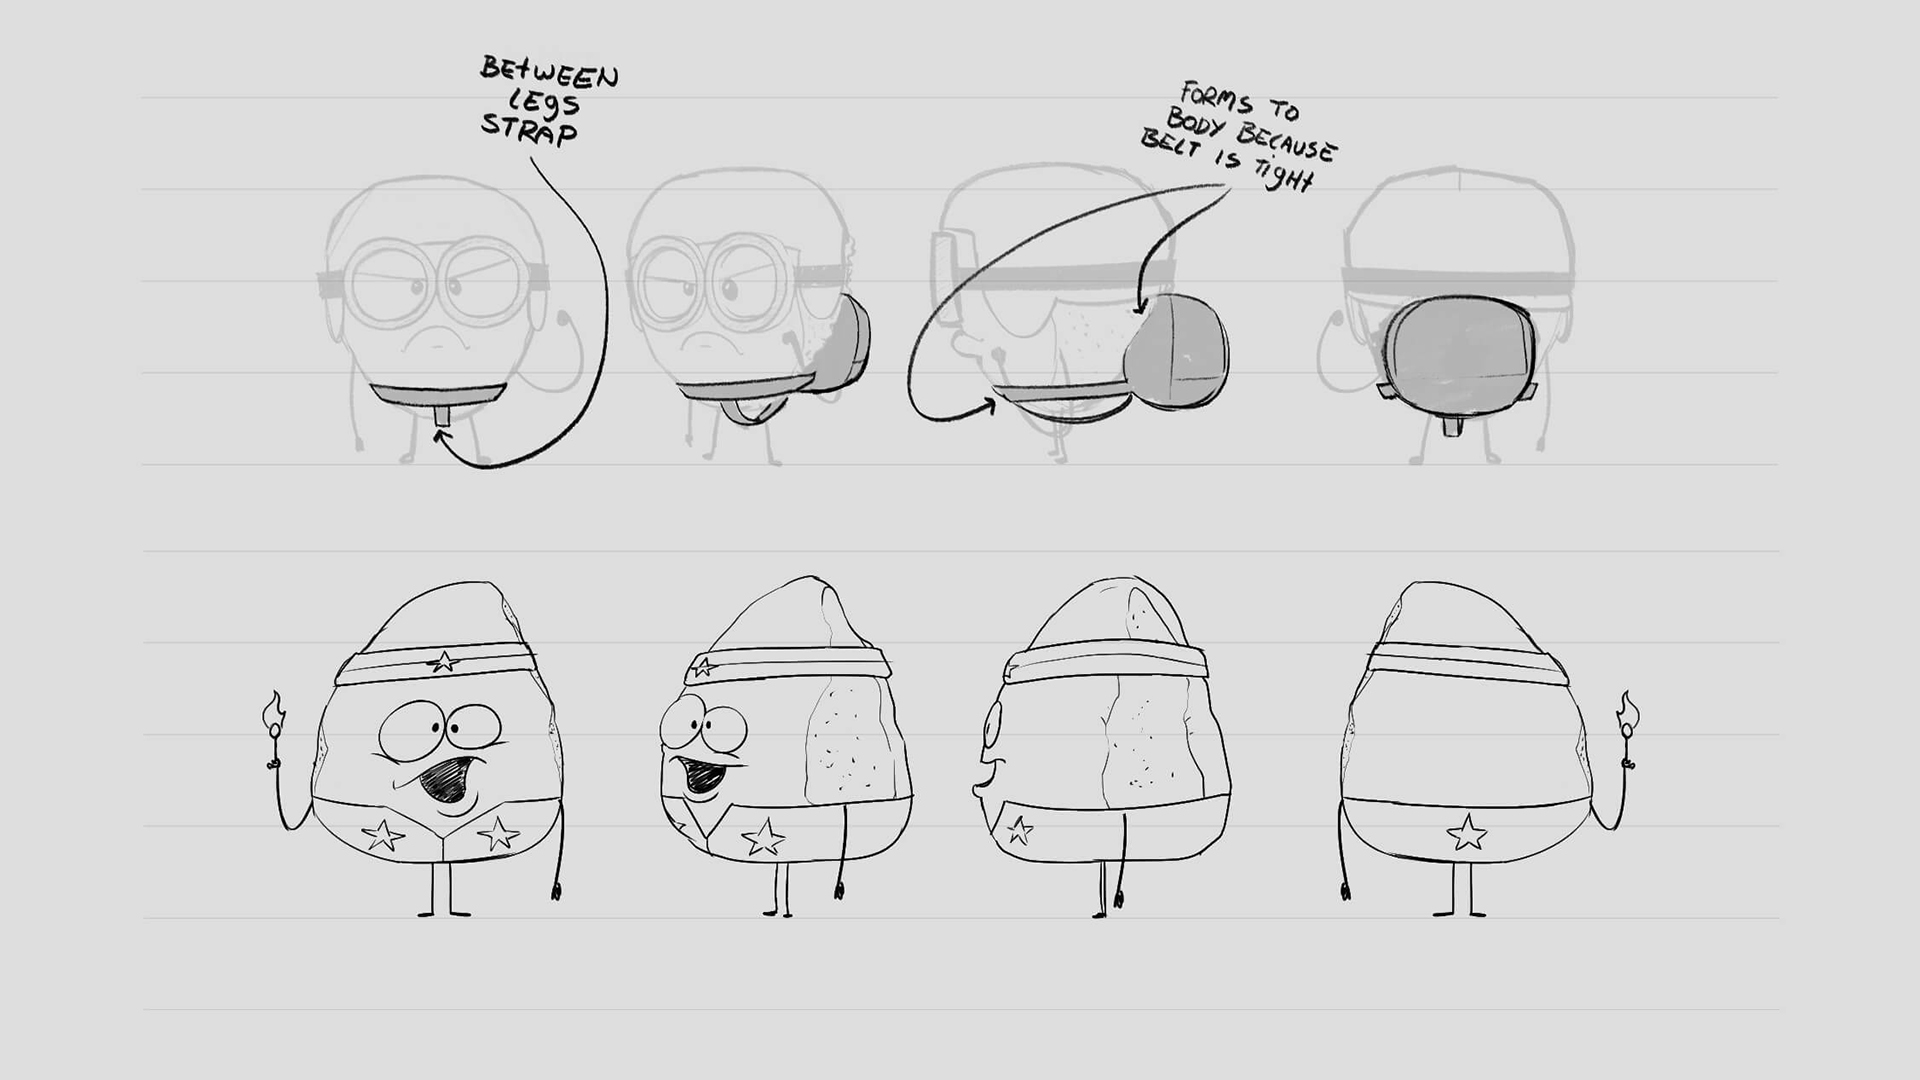 BEtWEEN
LEgS
STRAP
FORMS TO
BODY BECAUSE
BELT IS TigHt